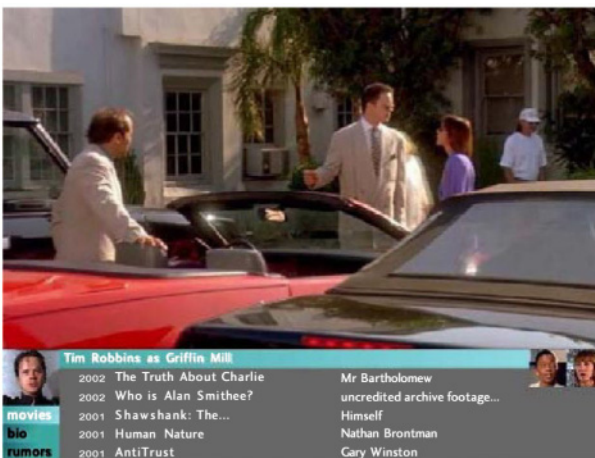 Tim Robbins as Griffin Mill
2002 The Truth About Charlie Mr Bartholomew
2002 Who is Alan Smithee? uncredited archive footage...
movies 2001 Shawshank: The... Himself
bio 2001 Human Nature Nathan Brontman
rumors 2001 AntiTrust Gary Winston